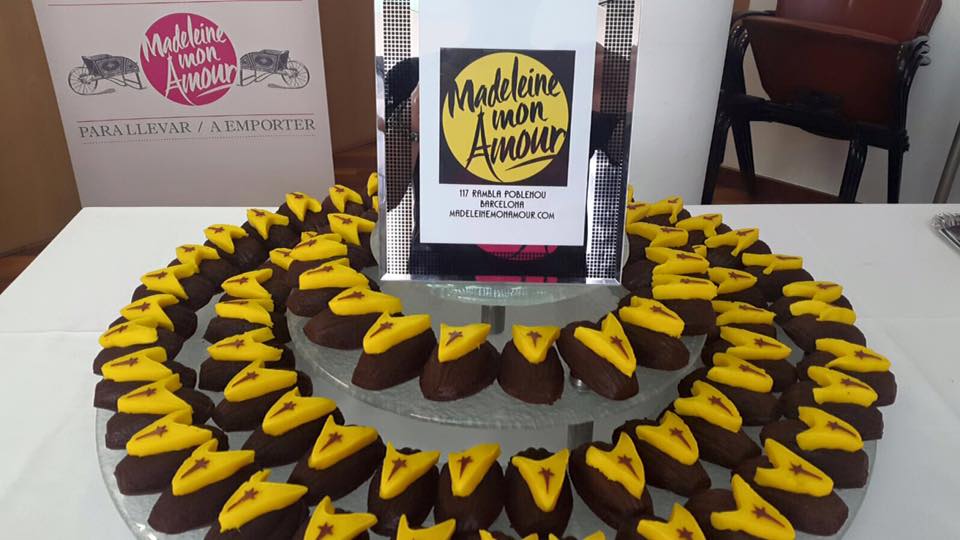 Madeleine
mon
Amour
PARA LLEVAR / A EMPORTER
Madeleine
mon
Amour
117 RAMBLA POBLENOU
BARCELONA
MADELEINEMONAMOUR.COM